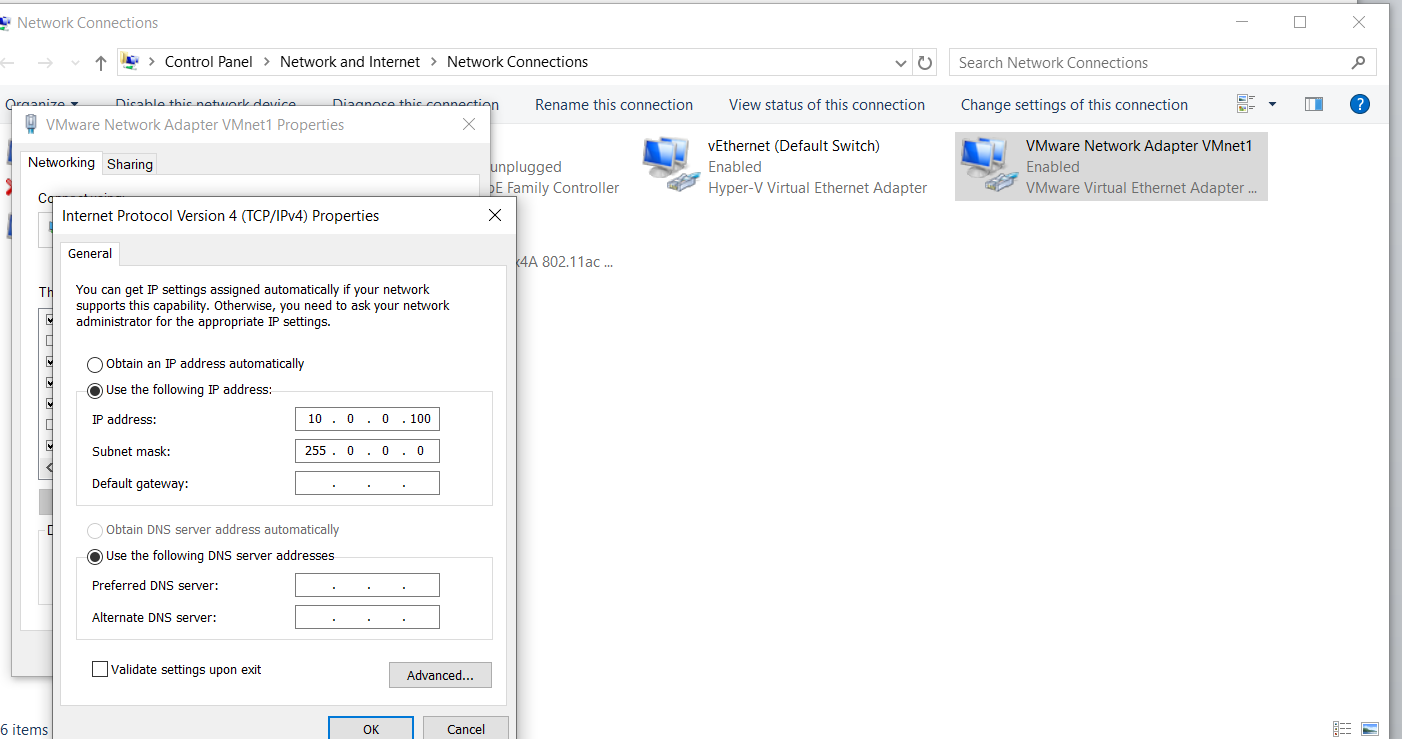 Network Connections
Control Panel > Network and Internet > Network Connections
Search Network Connections
Organize
Disable this network device
Diagnose this connection
Rename this connection
View status of this connection
Change settings of this connection
?
VMware Network Adapter VMnet1 Properties
Networking
Sharing
unplugged
Family Controller
vEthernet (Default Switch)
Enabled
Hyper-V Virtual Ethernet Adapter
VMware Network Adapter VMnet1
Enabled
VMware Virtual Ethernet Adapter ...
802.11ac ...
Internet Protocol Version 4 (TCP/IPv4) Properties
General
You can get IP settings assigned automatically if your network
supports this capability. Otherwise, you need to ask your network
administrator for the appropriate IP settings.
Obtain an IP address automatically
Use the following IP address:
IP address: 10 . 0 . 0 . 100
Subnet mask: 255 . 0 . 0 . 0
Default gateway: . . .
Obtain DNS server address automatically
Use the following DNS server addresses
Preferred DNS server: . . .
Alternate DNS server: . . .
Validate settings upon exit
Advanced...
OK
Cancel
6 items